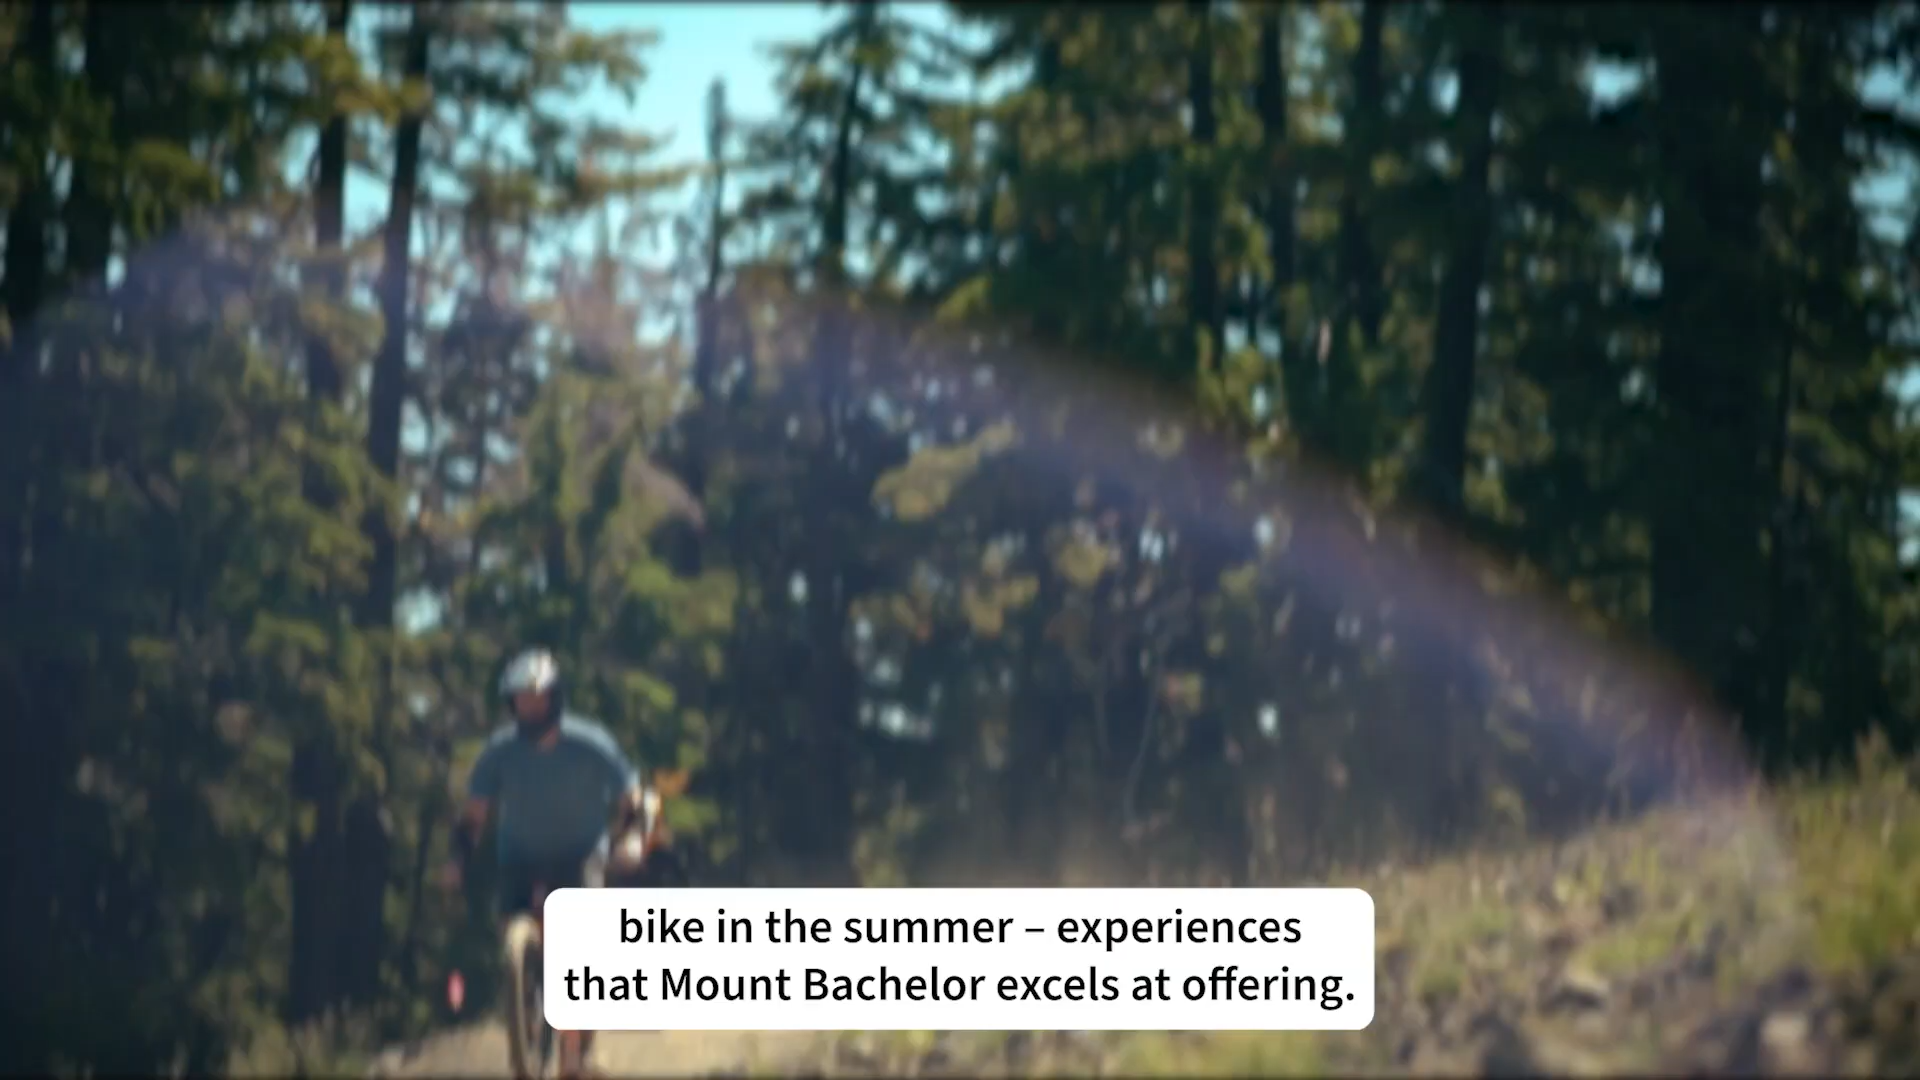 bike in the summer – experiences
that Mount Bachelor excels at offering.